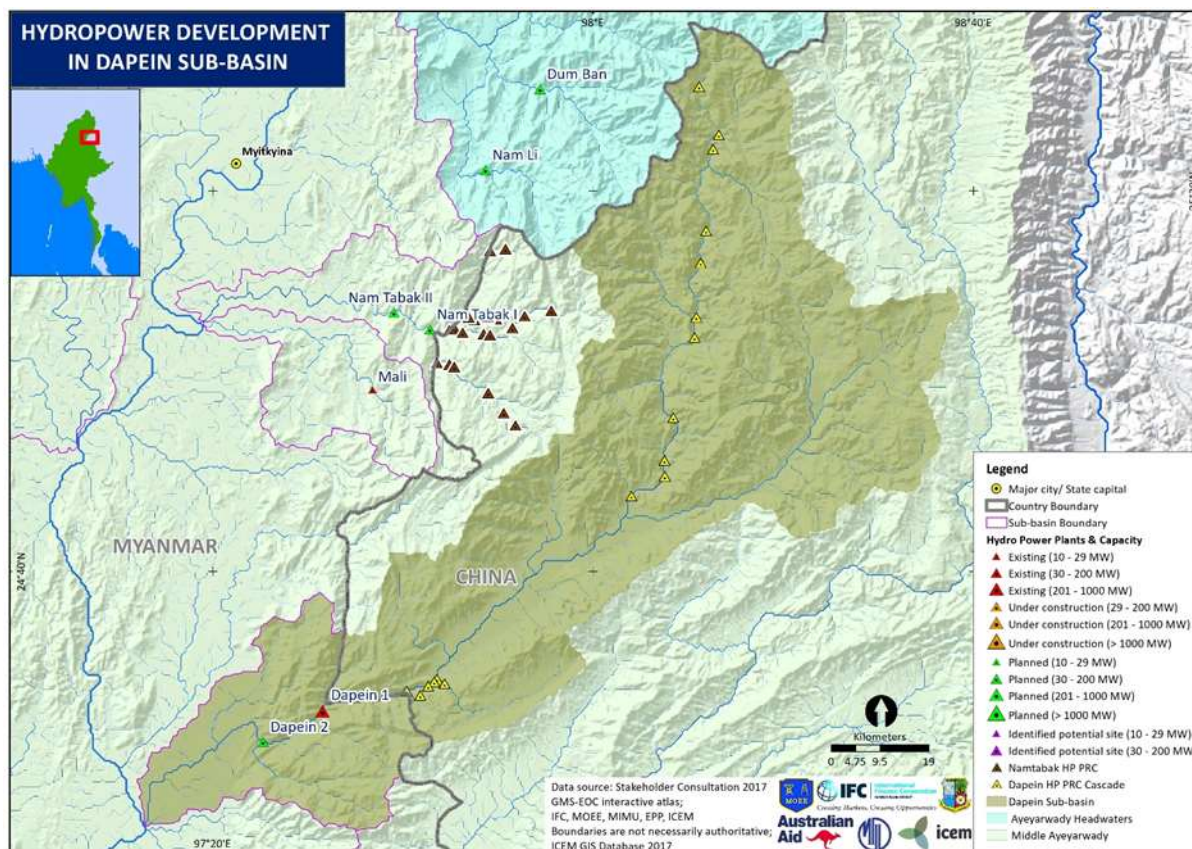 HYDROPOWER DEVELOPMENT
IN DAPEIN SUB-BASIN
98°E
98°40'E
Dum Ban
Myitkyina
Nam Li
Nam Tabak II
Nam Tabak I
Mali
MYANMAR
24°40'N
CHINA
Dapein 1
Dapein 2
97°20'E
Kilometers
0 4.75 9.5 19
Legend
Major city/ State capital
Country Boundary
Sub-basin Boundary
Hydro Power Plants & Capacity
Existing (10 - 29 MW)
Existing (30 - 200 MW)
Existing (201 - 1000 MW)
Under construction (29 - 200 MW)
Under construction (201 - 1000 MW)
Under construction (> 1000 MW)
Planned (10 - 29 MW)
Planned (30 - 200 MW)
Planned (201 - 1000 MW)
Planned (> 1000 MW)
Identified potential site (10 - 29 MW)
Identified potential site (30 - 200 MW
Namtabak HP PRC
Dapein HP PRC Cascade
Dapein Sub-basin
Ayeyarwady Headwaters
Middle Ayeyarwady
Data source: Stakeholder Consultation 2017
GMS-EOC interactive atlas;
IFC, MOEE, MIMU, EPP, ICEM
Boundaries are not necessarily authoritative;
ICEM GIS Database 2017
MOEE
IFC
International
Finance Corporation
Creating Markets, Creating Opportunities
Australian
Aid
icem